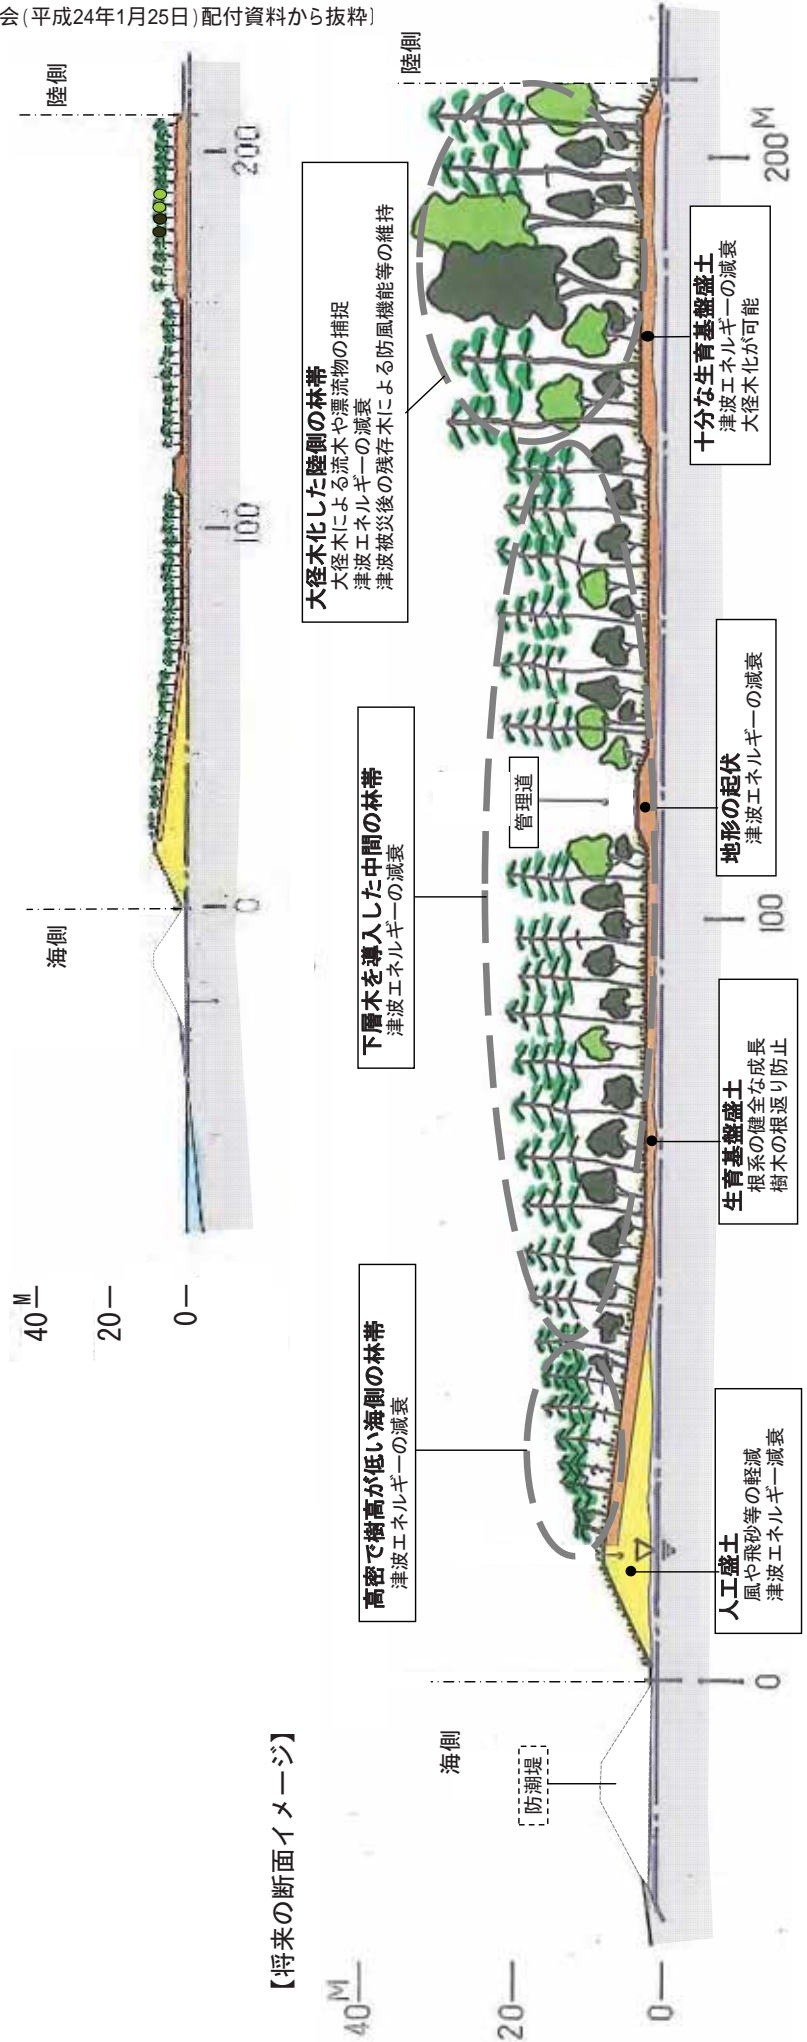 会(平成24年1月25日)配付資料から抜粋]
40M
20
0
海側
陸側
0
100
200
【将来の断面イメージ】
40M
20
0
海側
陸側
防潮堤
高密で樹高が低い海側の林帯
津波エネルギーの減衰
下層木を導入した中間の林帯
津波エネルギーの減衰
大径木化した陸側の林帯
大径木による流木や漂流物の捕捉
津波エネルギーの減衰
津波被災後の残存木による防風機能等の維持
管理道
0
100
200M
人工盛土
風や飛砂等の軽減
津波エネルギー減衰
生育基盤盛土
根系の健全な成長
樹木の根返り防止
地形の起伏
津波エネルギーの減衰
十分な生育基盤盛土
津波エネルギーの減衰
大径木化が可能